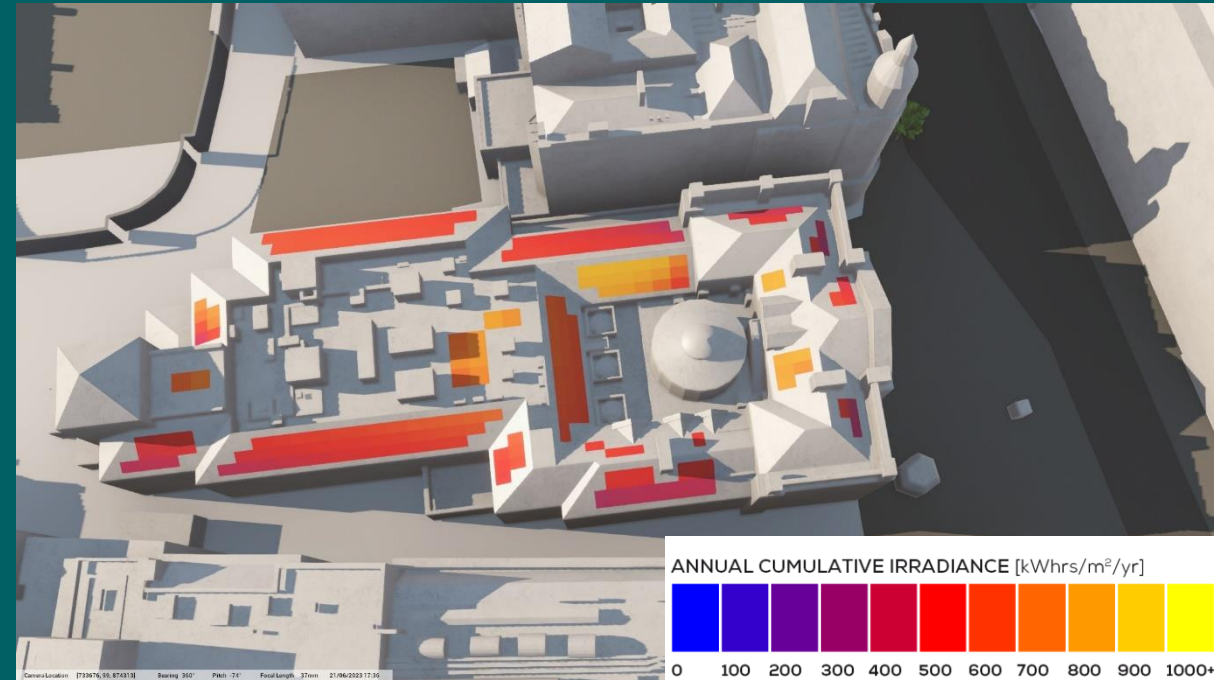 ANNUAL CUMULATIVE IRRADIANCE [kWhrs/m²/yr]
0 100 200 300 400 500 600 700 800 900 1000+
Camera Location [733676, 99, 874313] Bearing 360° Pitch -74° Focal Length 37mm 21/06/2023 17:36